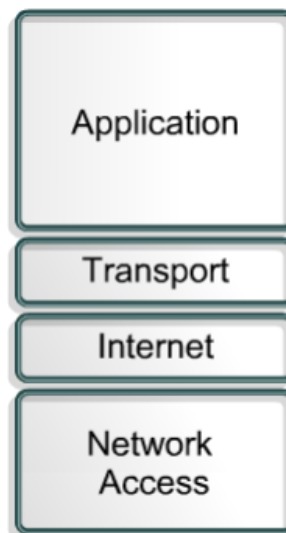 Application
Transport
Internet
Network
Access